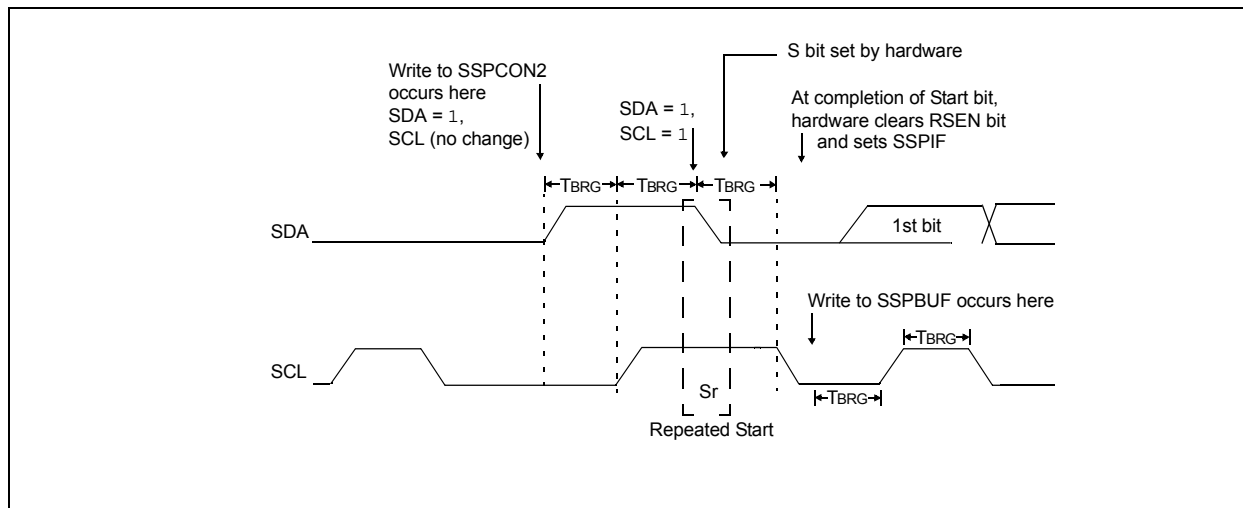 S bit set by hardware
Write to SSPCON2
occurs here
SDA = 1,
SCL (no change)
SDA = 1,
SCL = 1
At completion of Start bit,
hardware clears RSEN bit
and sets SSPIF
TBRG TBRG TBRG
SDA
1st bit
Write to SSPBUF occurs here
TBRG
SCL
Sr
TBRG
Repeated Start